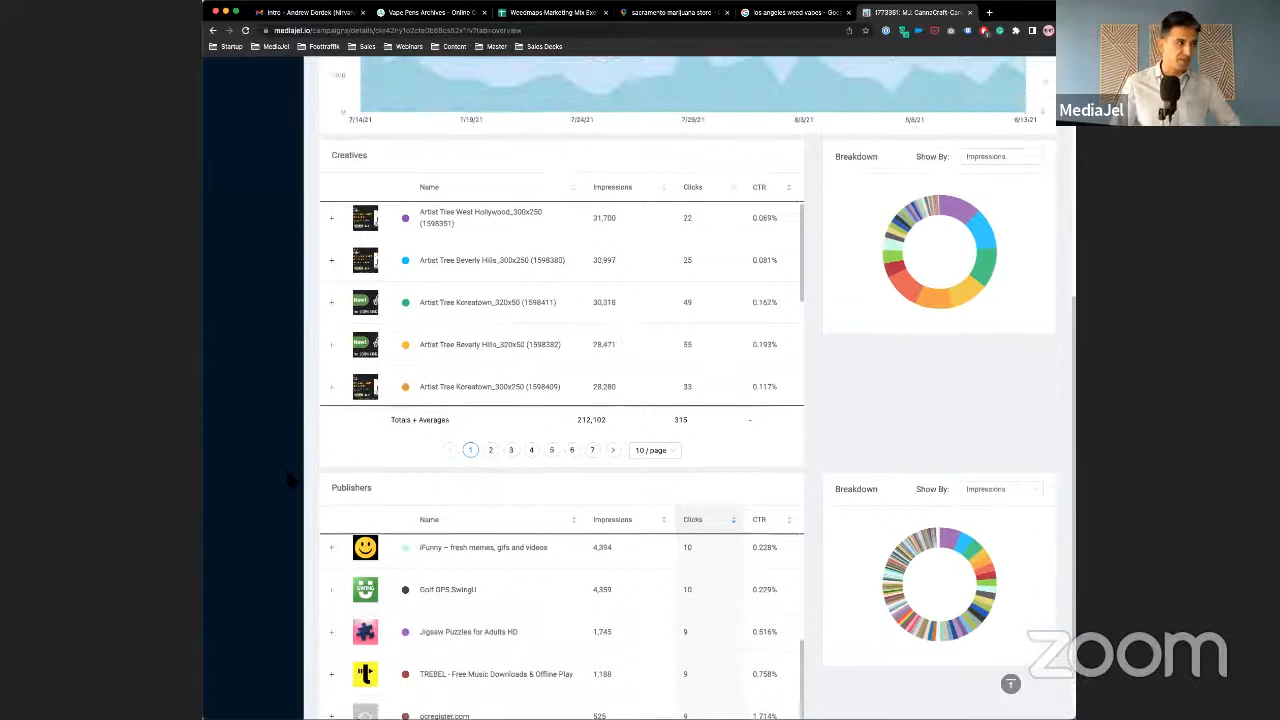 Intro - Andrew Dordek (Nirvan
Vape Pens Archives - Online C
Weedmaps Marketing Mix Exe
sacramento marijuana store -
los angeles weed vapes - Goog
1773351: MJ: CannaCraft-Can
mediajel.io/campaigns/details/
Startup MediaJel Foottraffik Sales Webinars Content Master Sales Decks
MediaJel
7/14/21 7/19/21 7/24/21 7/29/21 8/3/21 8/8/21 8/13/21
Creatives
Name Impressions Clicks CTR
Artist Tree West Hollywood_300x250
(1598351) 31,700 22 0.069%
Artist Tree Beverly Hills_300x250 (1598380) 30,997 25 0.081%
Artist Tree Koreatown_320x50 (1598411) 30,318 49 0.162%
Artist Tree Beverly Hills_320x50 (1598382) 28,471 55 0.193%
Artist Tree Koreatown_300x250 (1598409) 28,280 33 0.117%
Totals + Averages 212,102 315 -
1 2 3 4 5 6 7 10 / page
Breakdown Show By: Impressions
Publishers
Name Impressions Clicks CTR
iFunny – fresh memes, gifs and videos 4,394 10 0.228%
Golf GPS SwingU 4,359 10 0.229%
Jigsaw Puzzles for Adults HD 1,745 9 0.516%
TREBEL - Free Music Downloads & Offline Play 1,188 9 0.758%
ocregister.com 525 9 1.714%
Breakdown Show By: Impressions
zoom